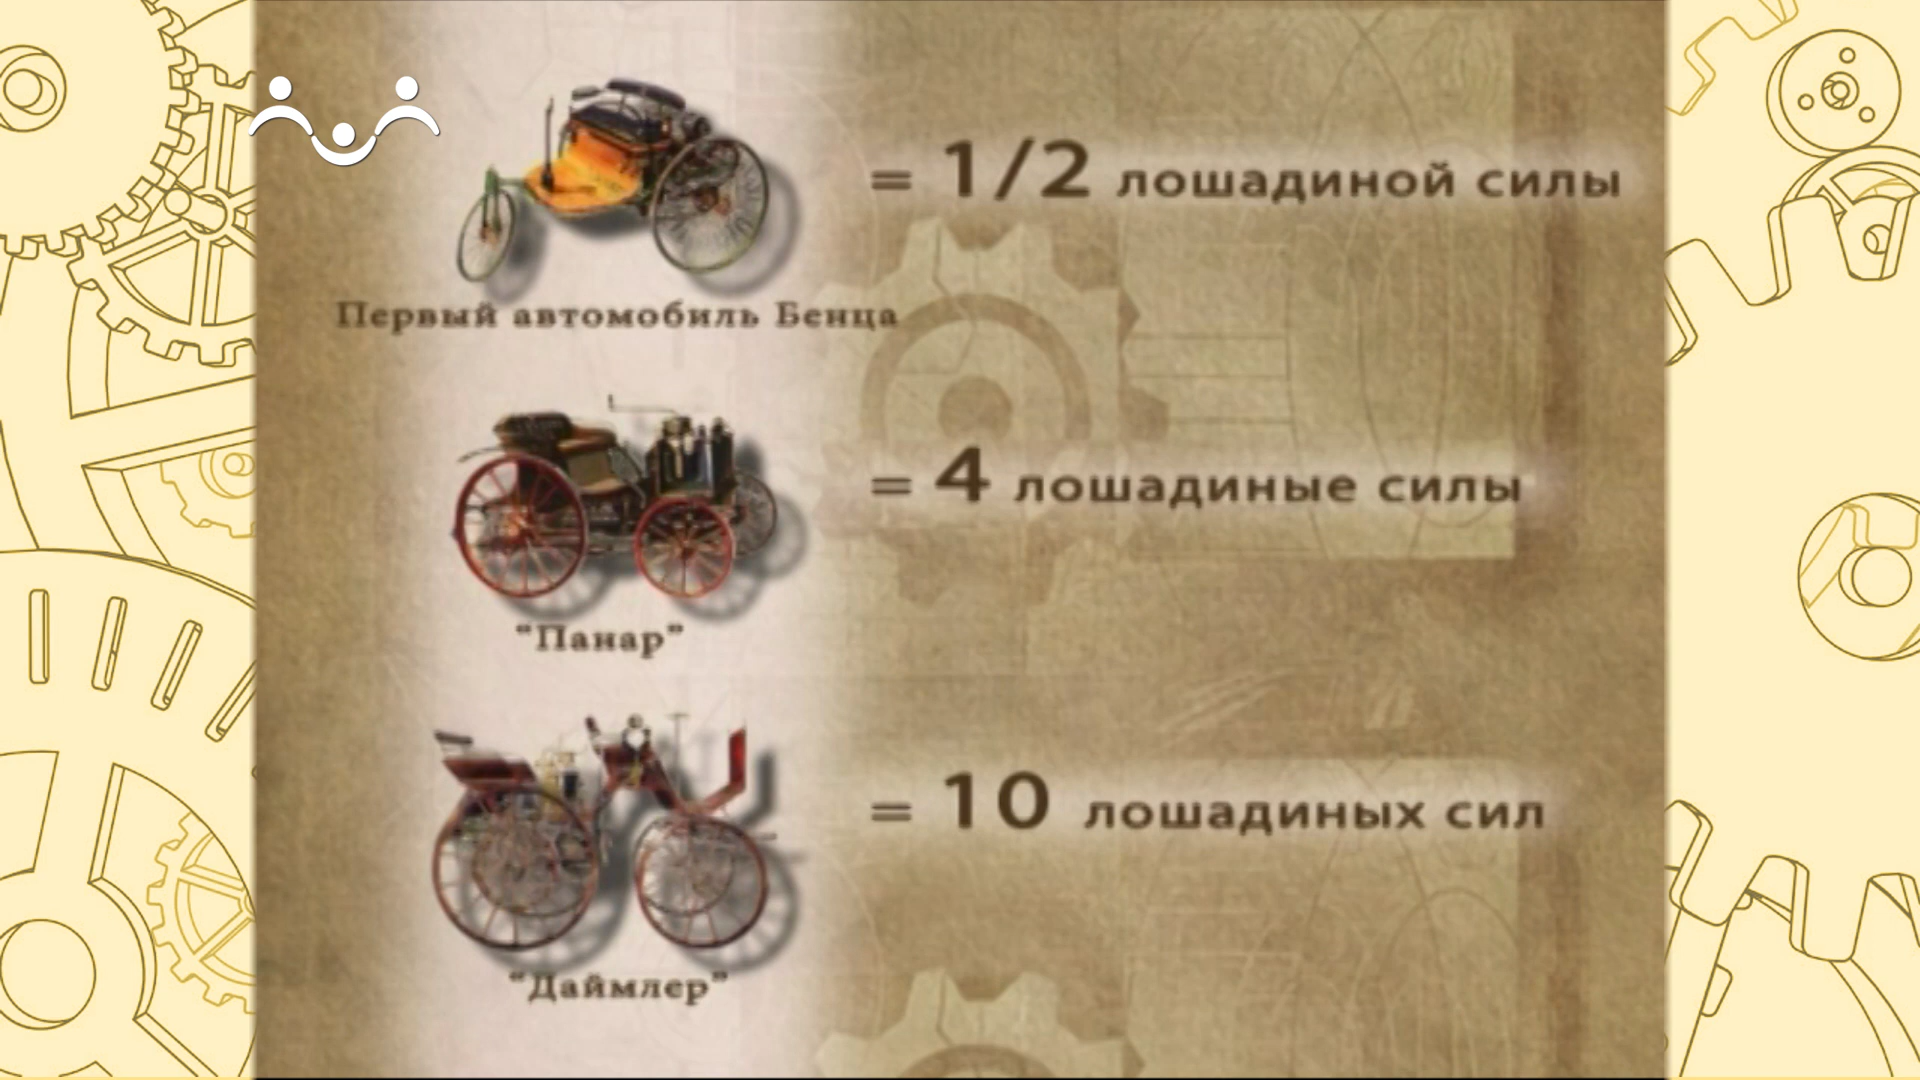 = 1/2 лошадиной силы
Первый автомобиль Бенца
= 4 лошадиные силы
“Панар”
= 10 лошадиных сил
“Даймлер”